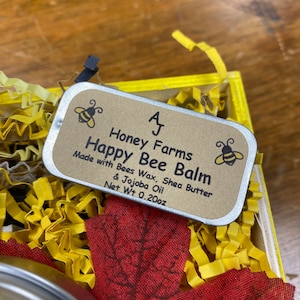 AJ
Honey Farms
Happy Bee Balm
Made with Bees Wax, Shea Butter
& Jojoba Oil
Net Wt 0.20oz